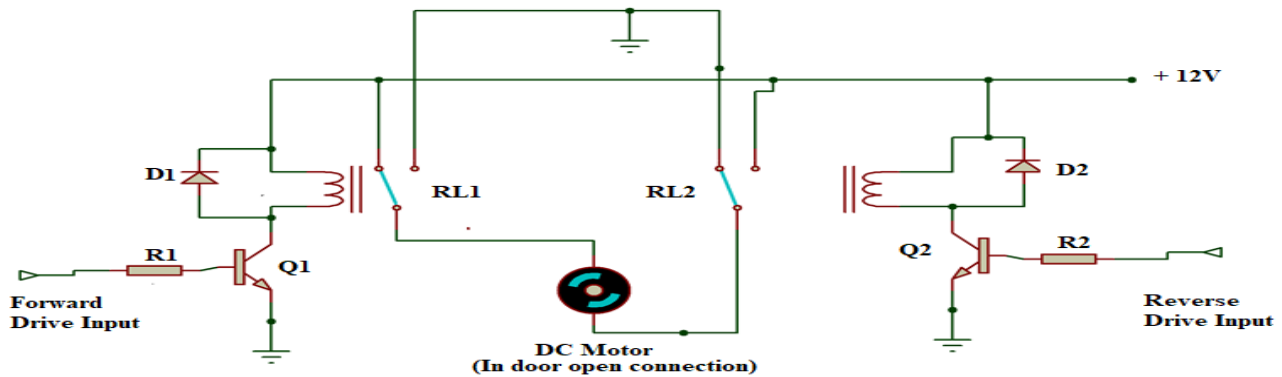 + 12V
D1
RL1
RL2
D2
R1
Q1
Q2
R2
Forward
Drive Input
Reverse
Drive Input
DC Motor
(In door open connection)